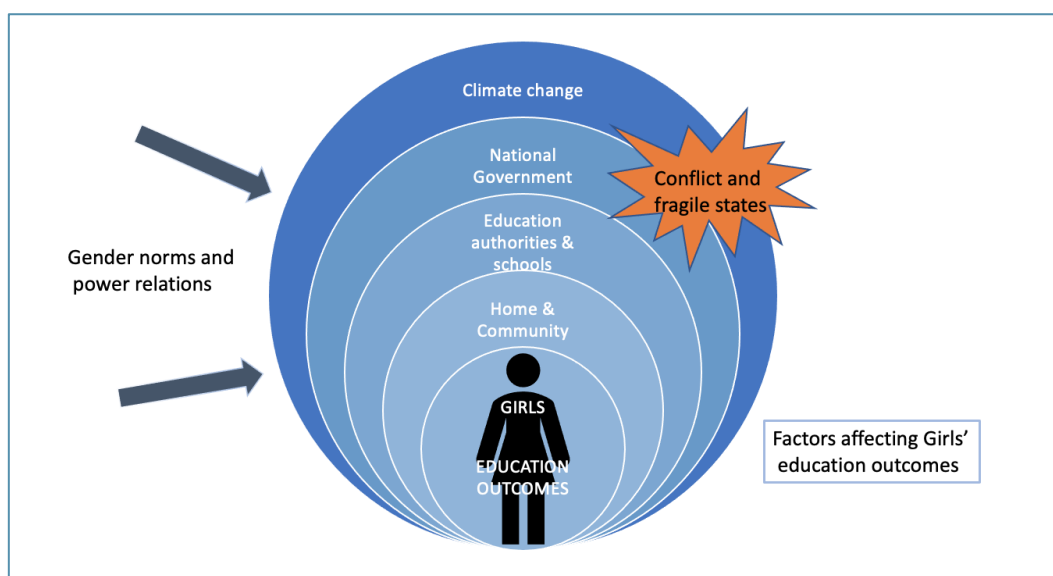 Climate change
National
Government
Conflict and
fragile states
Education
authorities &
schools
Gender norms and
power relations
Home &
Community
GIRLS
EDUCATION
OUTCOMES
Factors affecting Girls’
education outcomes